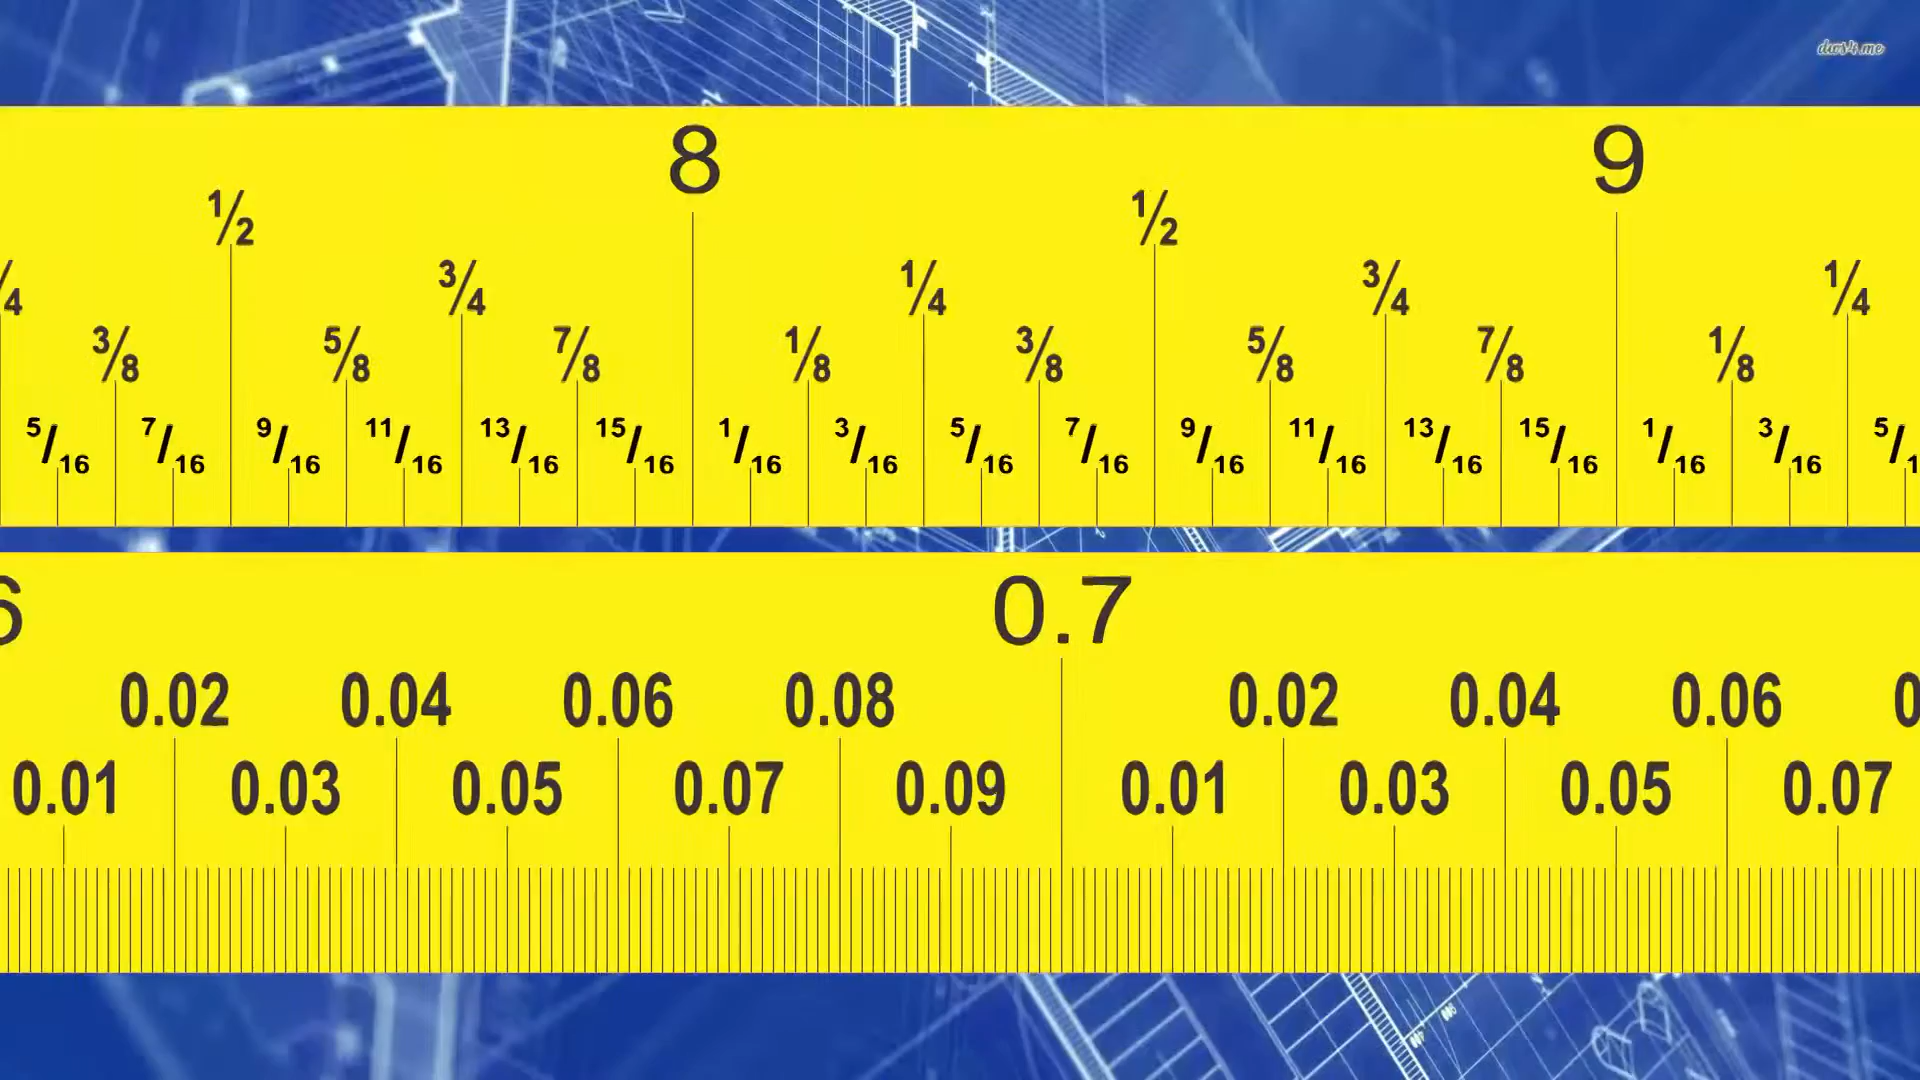 dwsv4.me
8 9
1/2 1/2
/4 3/4 1/4 3/4 1/4
3/8 5/8 7/8 1/8 3/8 5/8 7/8 1/8
5/16 7/16 9/16 11/16 13/16 15/16 1/16 3/16 5/16 7/16 9/16 11/16 13/16 15/16 1/16 3/16 5/1
6 0.7
0.02 0.04 0.06 0.08 0.02 0.04 0.06 0
0.01 0.03 0.05 0.07 0.09 0.01 0.03 0.05 0.07